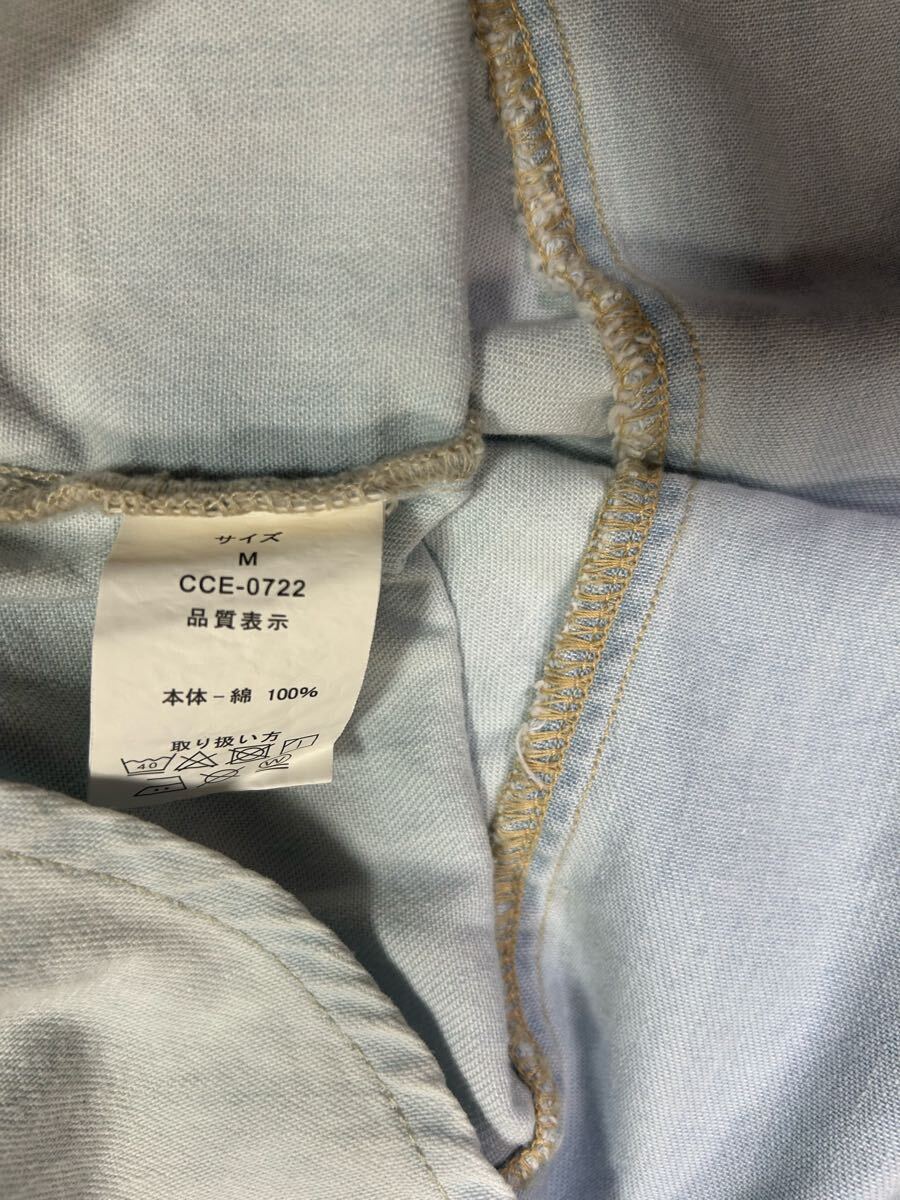 サイズ
M
CCE-0722
品質表示
本体－綿 100%
取り扱い方
40